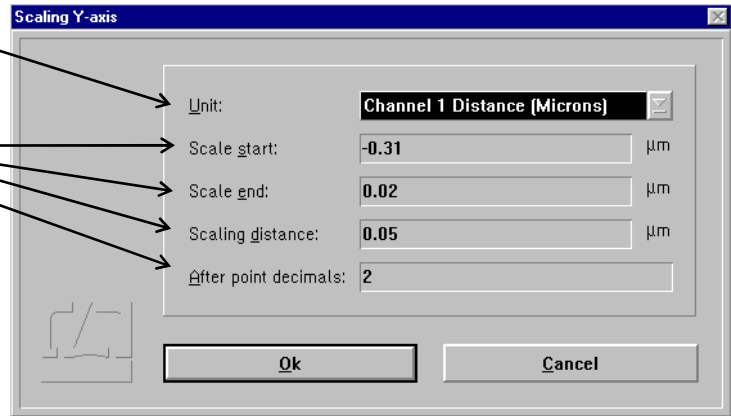 Scaling Y-axis
Unit: Channel 1 Distance (Microns)
Scale start: -0.31 µm
Scale end: 0.02 µm
Scaling distance: 0.05 µm
After point decimals: 2
Ok Cancel